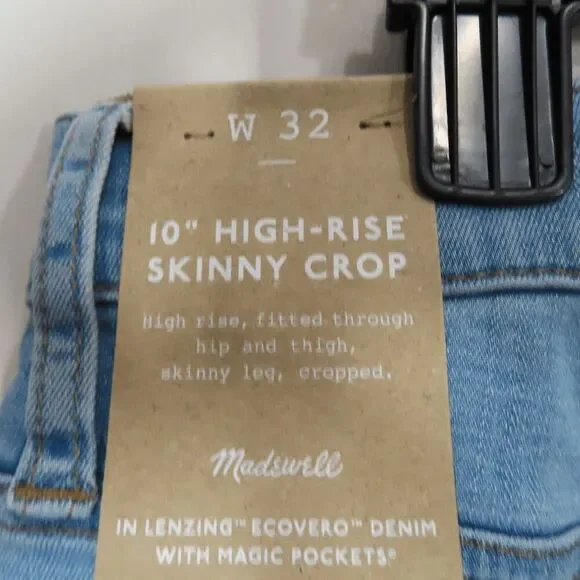 W 32
10" HIGH-RISE
SKINNY CROP
High rise, fitted through
hip and thigh,
skinny leg, cropped.
Madewell
IN LENZING™ ECOVERO™ DENIM
WITH MAGIC POCKETS®